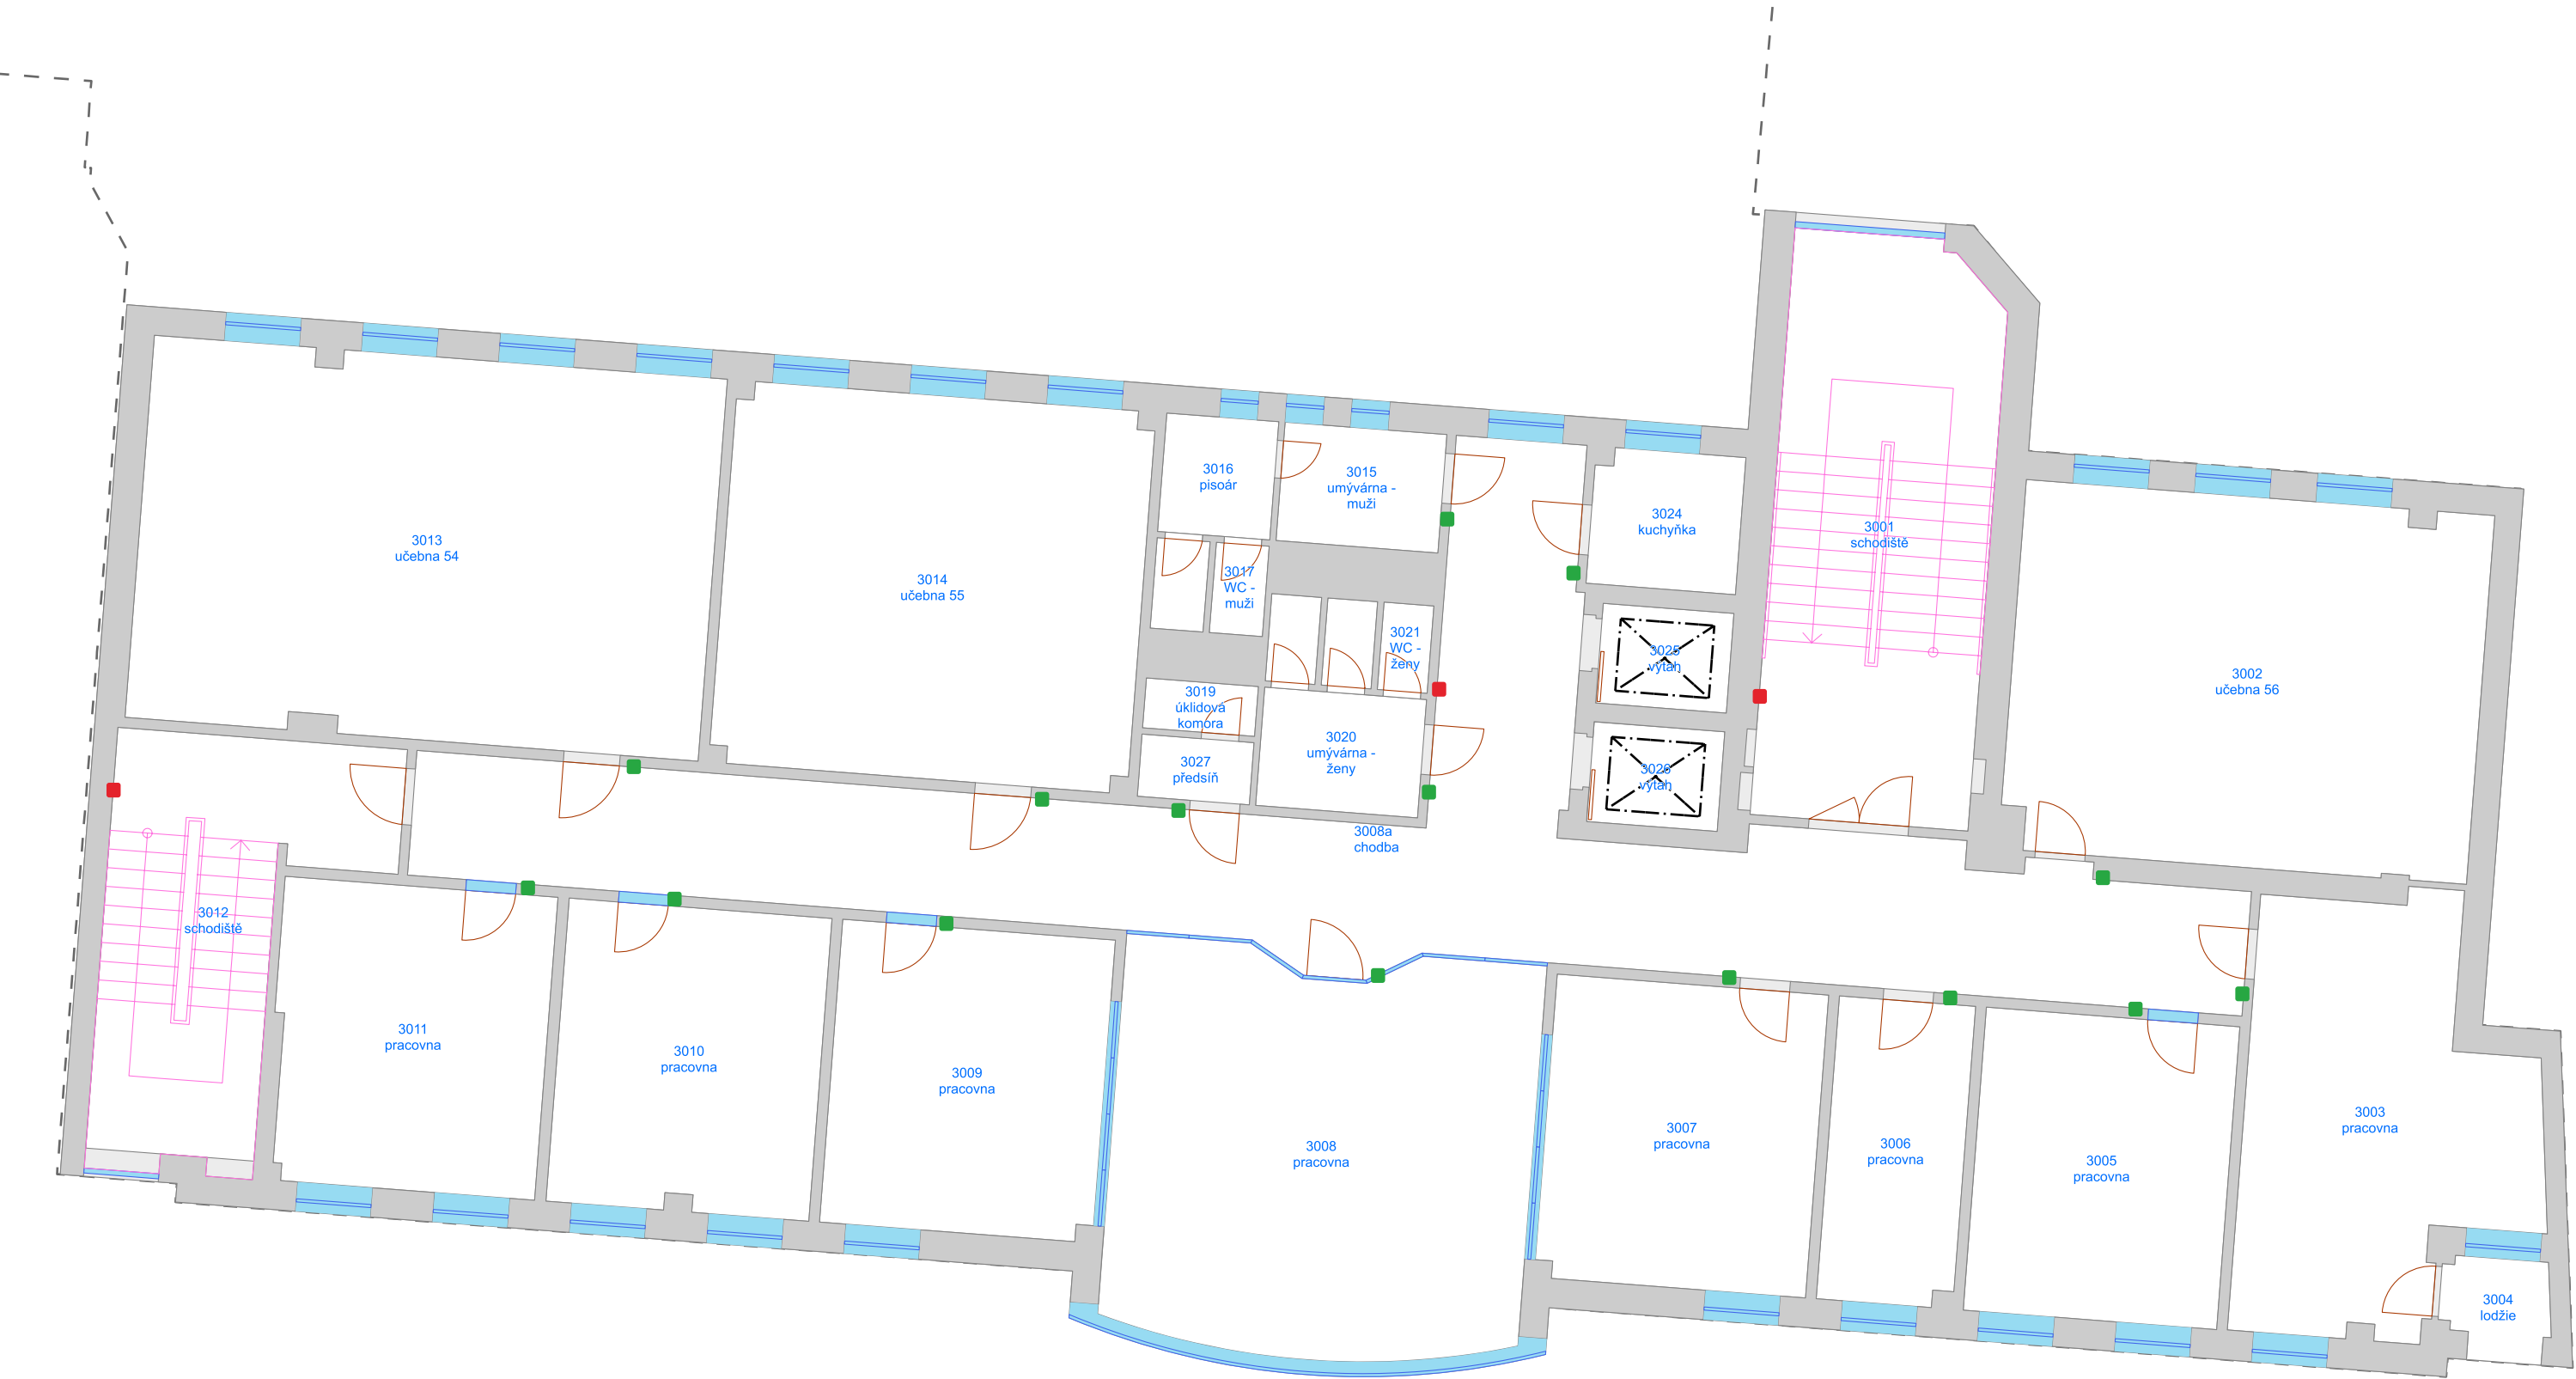 3016
pisoár
3015
umývárna -
muži
3024
kuchyňka
3001
schodiště
3013
učebna 54
3014
učebna 55
3017
WC -
muži
3021
WC -
ženy
3025
výtah
3002
učebna 56
3019
úklidová
komora
3020
umývárna -
ženy
3027
předsíň
3026
výtah
3008a
chodba
3012
schodiště
3011
pracovna
3010
pracovna
3009
pracovna
3008
pracovna
3007
pracovna
3006
pracovna
3005
pracovna
3003
pracovna
3004
lodžie